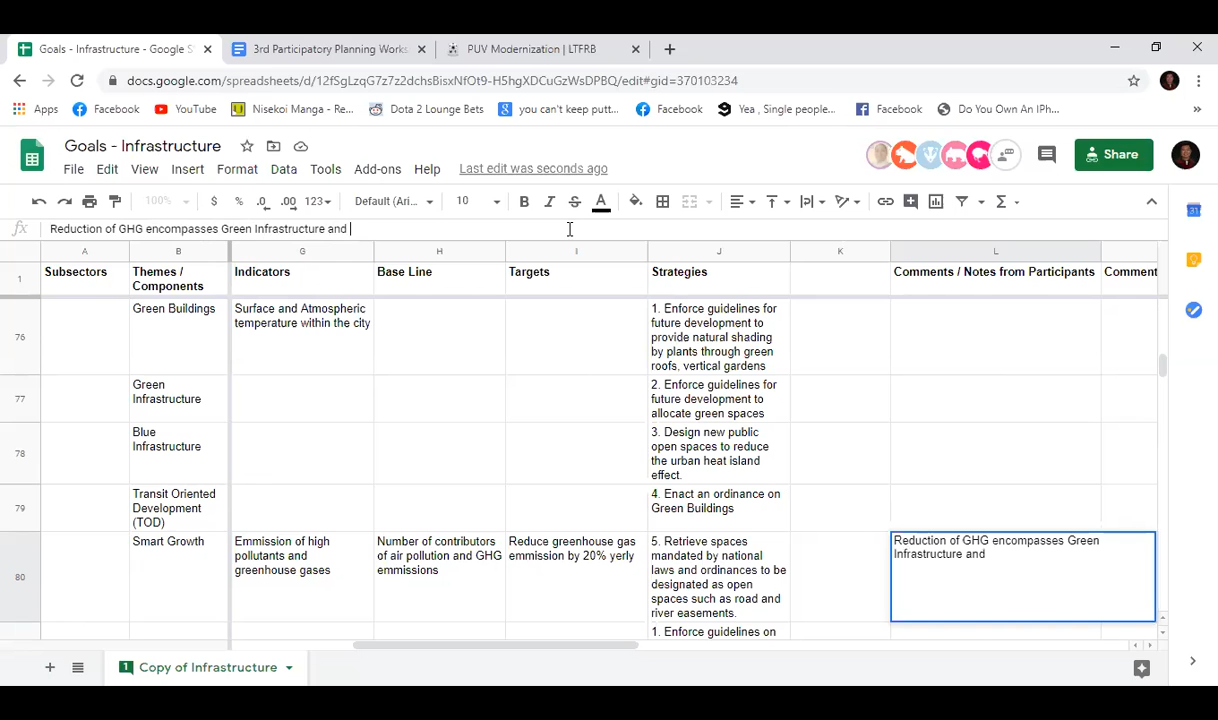 Goals - Infrastructure - Google S
3rd Participatory Planning Works
PUV Modernization | LTFRB
docs.google.com/spreadsheets/d/12fSgLzqG7z7z2dchsBisxNfOt9-H5hgXDCuGzWsDPBQ/edit#gid=370103234
Apps Facebook YouTube Nisekoi Manga - Re... Dota 2 Lounge Bets you can't keep putt... Facebook Yea , Single people... Facebook Do You Own An IPh... »
Goals - Infrastructure
Share
File Edit View Insert Format Data Tools Add-ons Help Last edit was seconds ago
100% $ % .0 .00 123 Default (Ari... 10 B I S A
fx Reduction of GHG encompasses Green Infrastructure and
A B G H I J K L
1 Subsectors Themes / Components Indicators Base Line Targets Strategies Comments / Notes from Participants Comment
76
Green Buildings
Surface and Atmospheric
temperature within the city
1. Enforce guidelines for
future development to
provide natural shading
by plants through green
roofs, vertical gardens
77
Green
Infrastructure
2. Enforce guidelines for
future development to
allocate green spaces
78
Blue
Infrastructure
3. Design new public
open spaces to reduce
the urban heat island
effect.
79
Transit Oriented
Development
(TOD)
4. Enact an ordinance on
Green Buildings
80
Smart Growth
Emmission of high
pollutants and
greenhouse gases
Number of contributors
of air pollution and GHG
emmissions
Reduce greenhouse gas
emmission by 20% yerly
5. Retrieve spaces
mandated by national
laws and ordinances to be
designated as open
spaces such as road and
river easements.
Reduction of GHG encompasses Green
Infrastructure and
1. Enforce guidelines on
1 Copy of Infrastructure
31